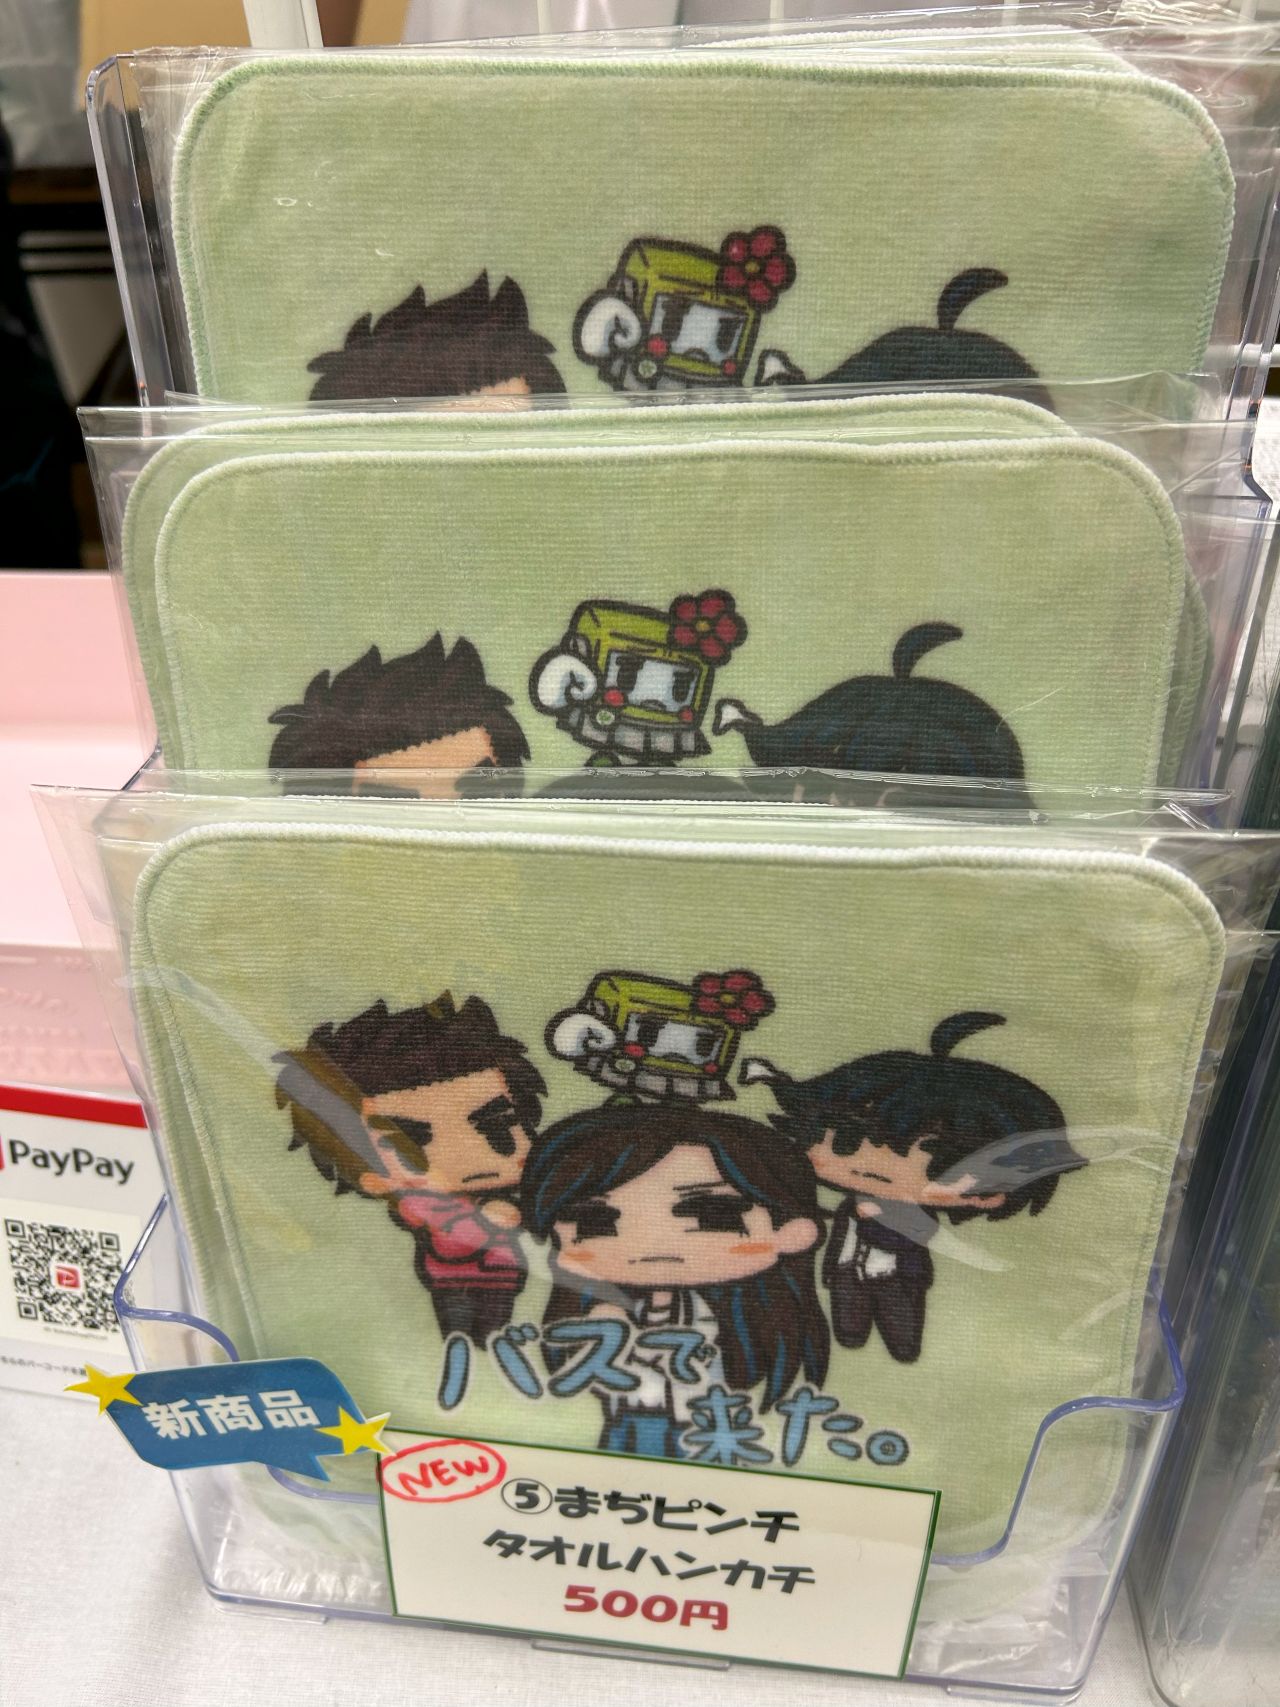 PayPay
バスで
来た。
新商品
NEW
⑤まぢピンチ
タオルハンカチ
500円